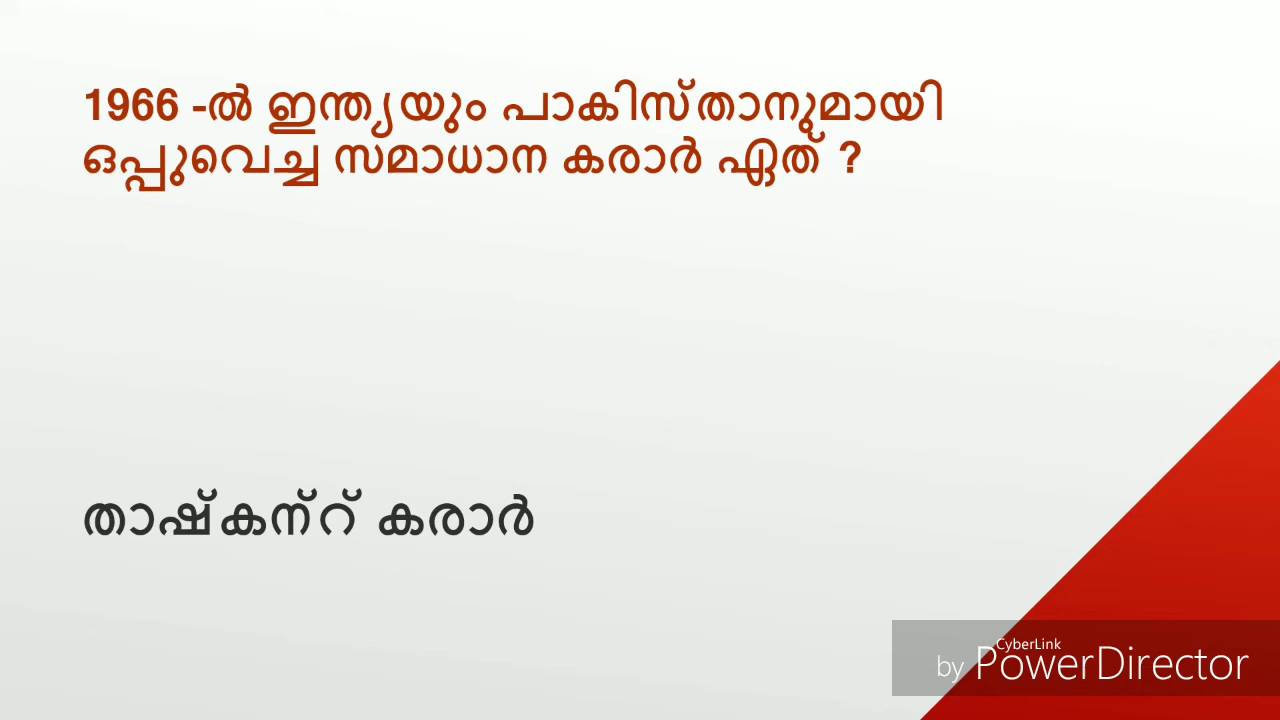 1966 -ൽ ഇന്ത്യയും പാകിസ്താനുമായി
ഒപ്പുവെച്ച സമാധാന കരാർ ഏത് ?
താഷ്കന്റ് കരാർ
CyberLink
by PowerDirector